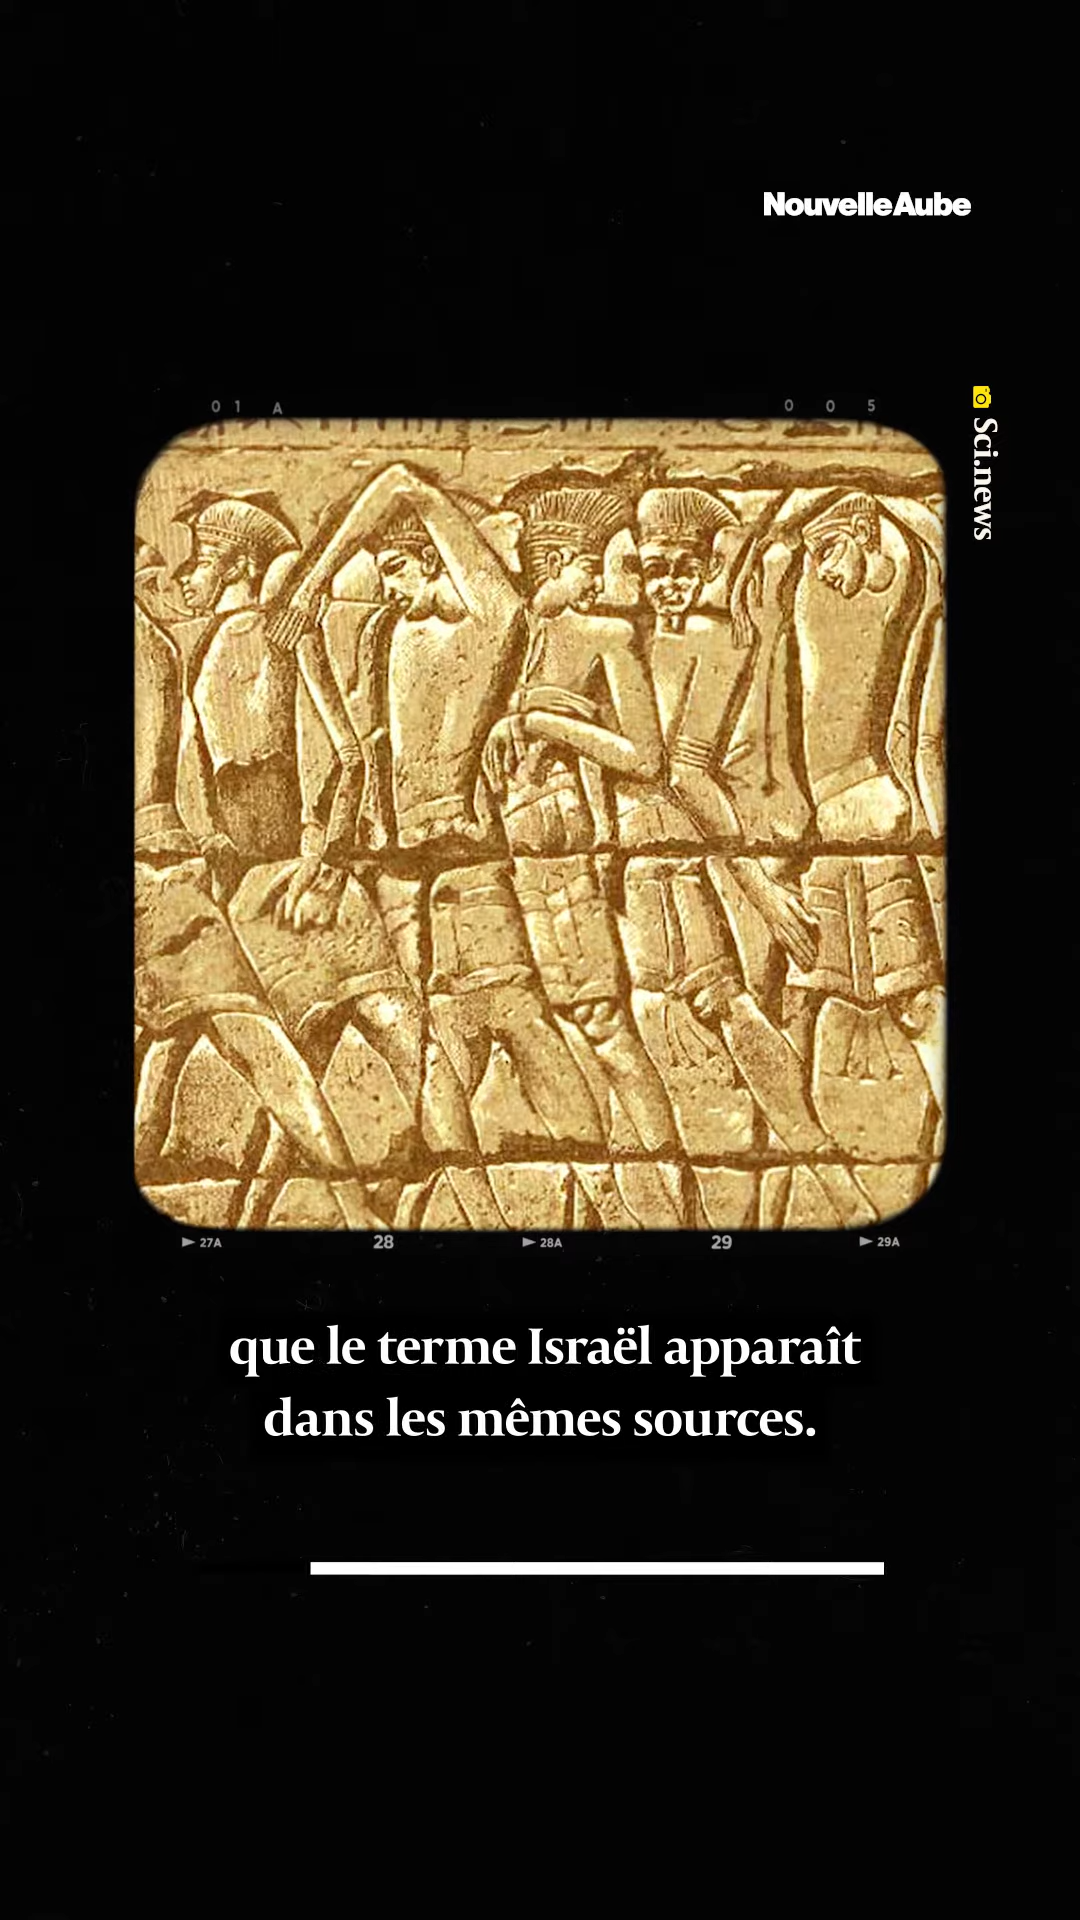 NouvelleAube
Sci.news
01 A
005
27A
28
28A
29
29A
que le terme Israël apparaît
dans les mêmes sources.